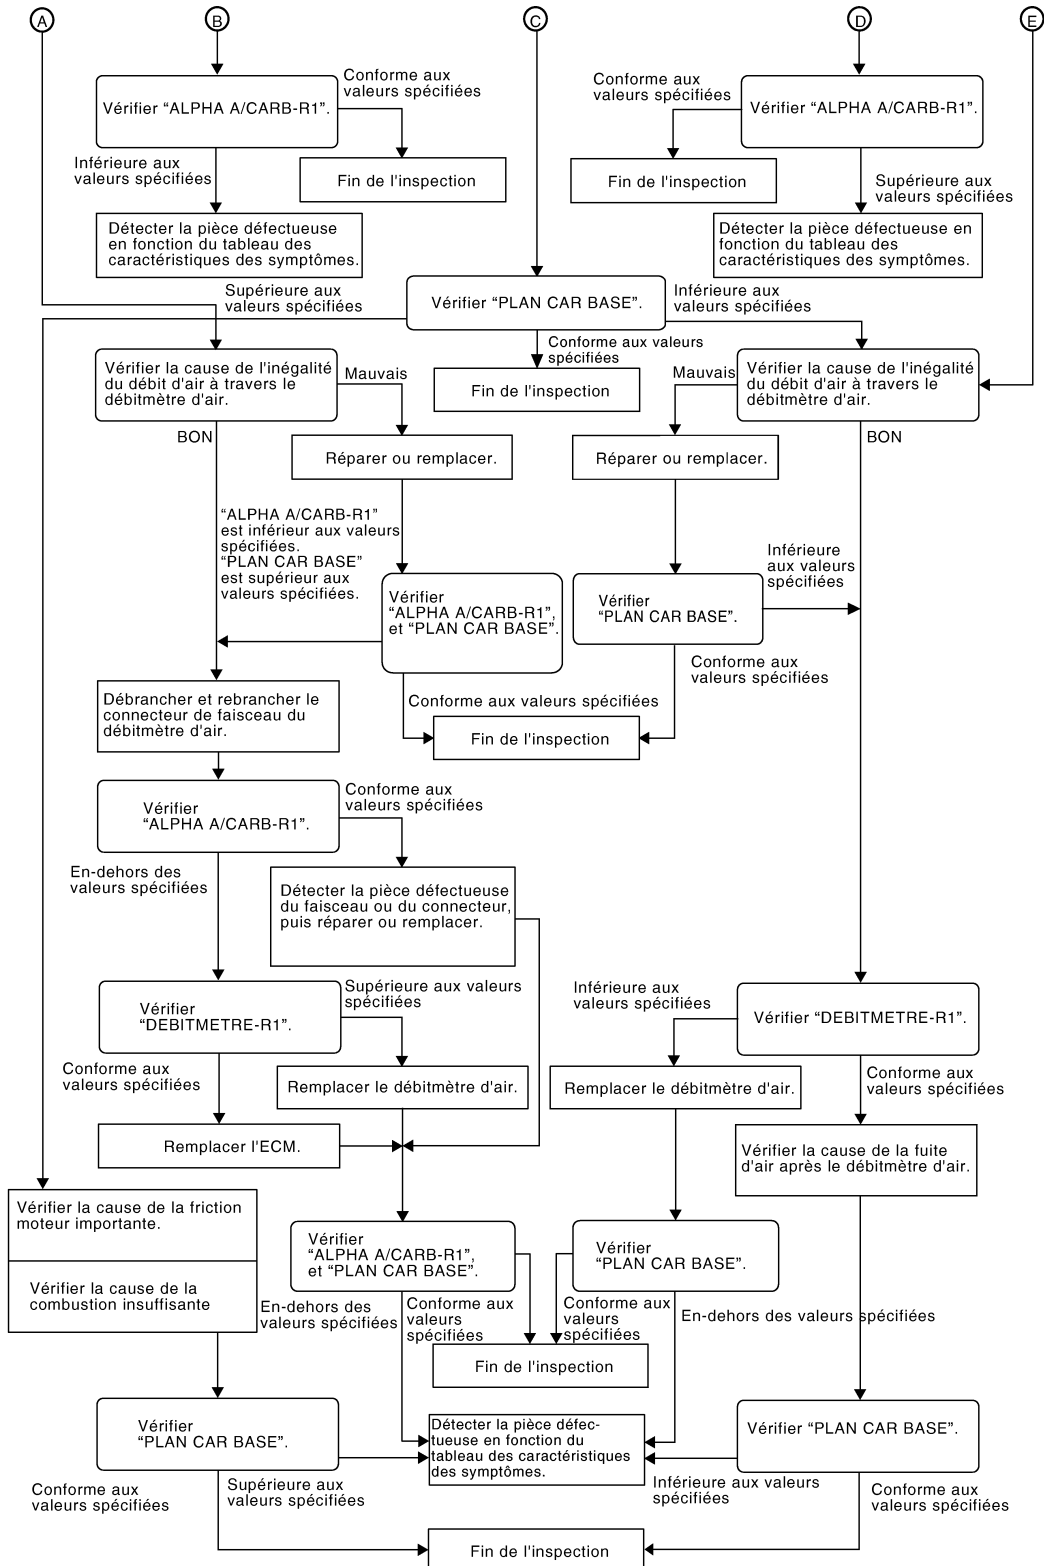 A
B
C
D
E
Vérifier “ALPHA A/CARB-R1”.
Conforme aux
valeurs spécifiées
Conforme aux
valeurs spécifiées
Vérifier “ALPHA A/CARB-R1”.
Inférieure aux
valeurs spécifiées
Fin de l'inspection
Fin de l'inspection
Supérieure aux
valeurs spécifiées
Détecter la pièce défectueuse
en fonction du tableau des
caractéristiques des symptômes.
Détecter la pièce défectueuse en
fonction du tableau des
caractéristiques des symptômes.
Supérieure aux
valeurs spécifiées
Vérifier “PLAN CAR BASE”.
Inférieure aux
valeurs spécifiées
Conforme aux valeurs
spécifiées
Vérifier la cause de l'inégalité
du débit d'air à travers le
débitmètre d'air.
Mauvais
Fin de l'inspection
Mauvais
Vérifier la cause de l'inégalité
du débit d'air à travers le
débitmètre d'air.
BON
BON
Réparer ou remplacer.
Réparer ou remplacer.
“ALPHA A/CARB-R1”
est inférieur aux valeurs
spécifiées.
“PLAN CAR BASE”
est supérieur aux
valeurs spécifiées.
Inférieure
aux valeurs
spécifiées
Vérifier
“ALPHA A/CARB-R1”,
et “PLAN CAR BASE”.
Vérifier
“PLAN CAR BASE”.
Conforme aux
valeurs spécifiées
Débrancher et rebrancher le
connecteur de faisceau du
débitmètre d'air.
Conforme aux valeurs spécifiées
Fin de l'inspection
Vérifier
“ALPHA A/CARB-R1”.
Conforme aux
valeurs spécifiées
En-dehors des
valeurs spécifiées
Détecter la pièce défectueuse
du faisceau ou du connecteur,
puis réparer ou remplacer.
Vérifier
“DEBITMETRE-R1”.
Supérieure aux valeurs
spécifiées
Inférieure aux
valeurs spécifiées
Vérifier “DEBITMETRE-R1”.
Conforme aux
valeurs spécifiées
Remplacer le débitmètre d'air.
Remplacer le débitmètre d'air.
Conforme aux
valeurs spécifiées
Remplacer l'ECM.
Vérifier la cause de la fuite
d'air après le débitmètre d'air.
Vérifier la cause de la friction
moteur importante.
Vérifier la cause de la
combustion insuffisante
Vérifier
“ALPHA A/CARB-R1”,
et “PLAN CAR BASE”.
Vérifier
“PLAN CAR BASE”.
En-dehors des
valeurs spécifiées
Conforme aux
valeurs
spécifiées
Conforme aux
valeurs
spécifiées
En-dehors des valeurs spécifiées
Fin de l'inspection
Vérifier
“PLAN CAR BASE”.
Détecter la pièce défec-
tueuse en fonction du
tableau des caractéristiques
des symptômes.
Vérifier “PLAN CAR BASE”.
Conforme aux
valeurs spécifiées
Supérieure aux
valeurs spécifiées
Inférieure aux valeurs
spécifiées
Conforme aux
valeurs spécifiées
Fin de l'inspection